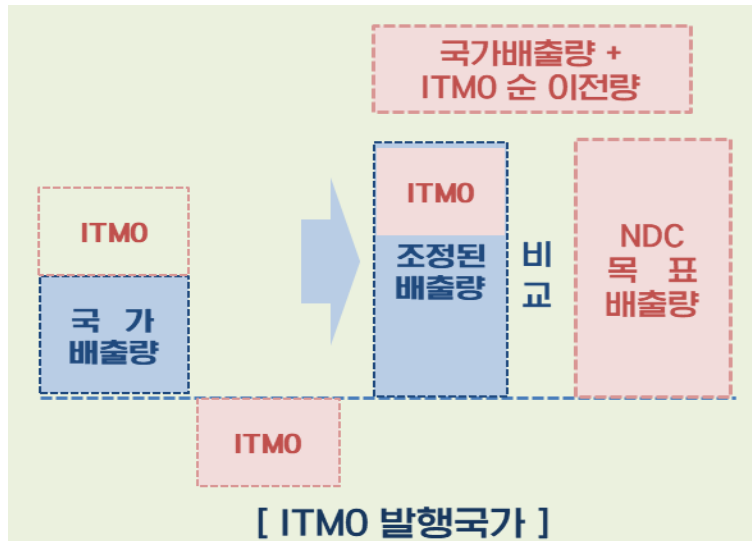 국가배출량 +
ITMO 순 이전량
ITMO
국 가
배출량
ITMO
ITMO
조정된
배출량
비
교
NDC
목 표
배출량
[ ITMO 발행국가 ]